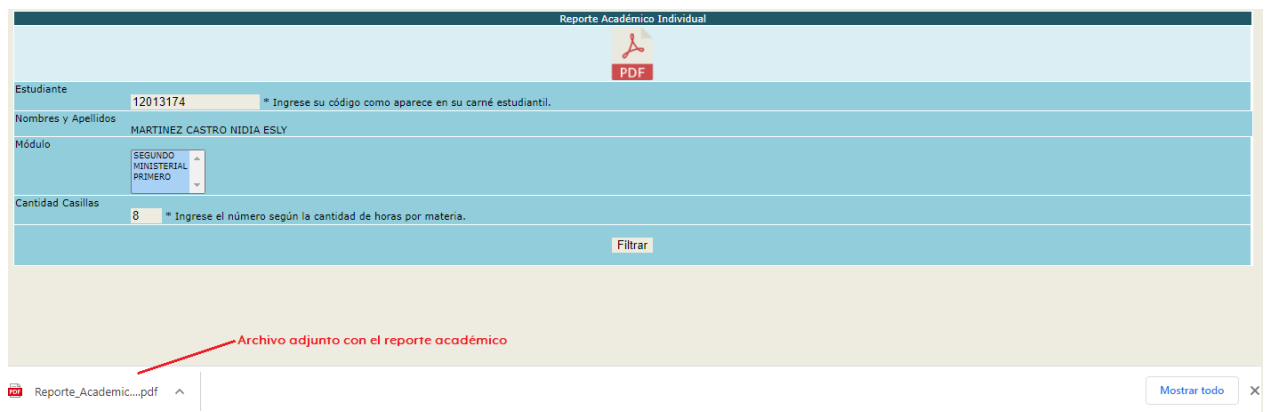 Reporte Académico Individual
PDF
Estudiante
12013174 * Ingrese su código como aparece en su carné estudiantil.
Nombres y Apellidos
MARTINEZ CASTRO NIDIA ESLY
Módulo
SEGUNDO
MINISTERIAL
PRIMERO
Cantidad Casillas
8 * Ingrese el número según la cantidad de horas por materia.
Filtrar
Archivo adjunto con el reporte académico
PDF Reporte_Academic....pdf Mostrar todo